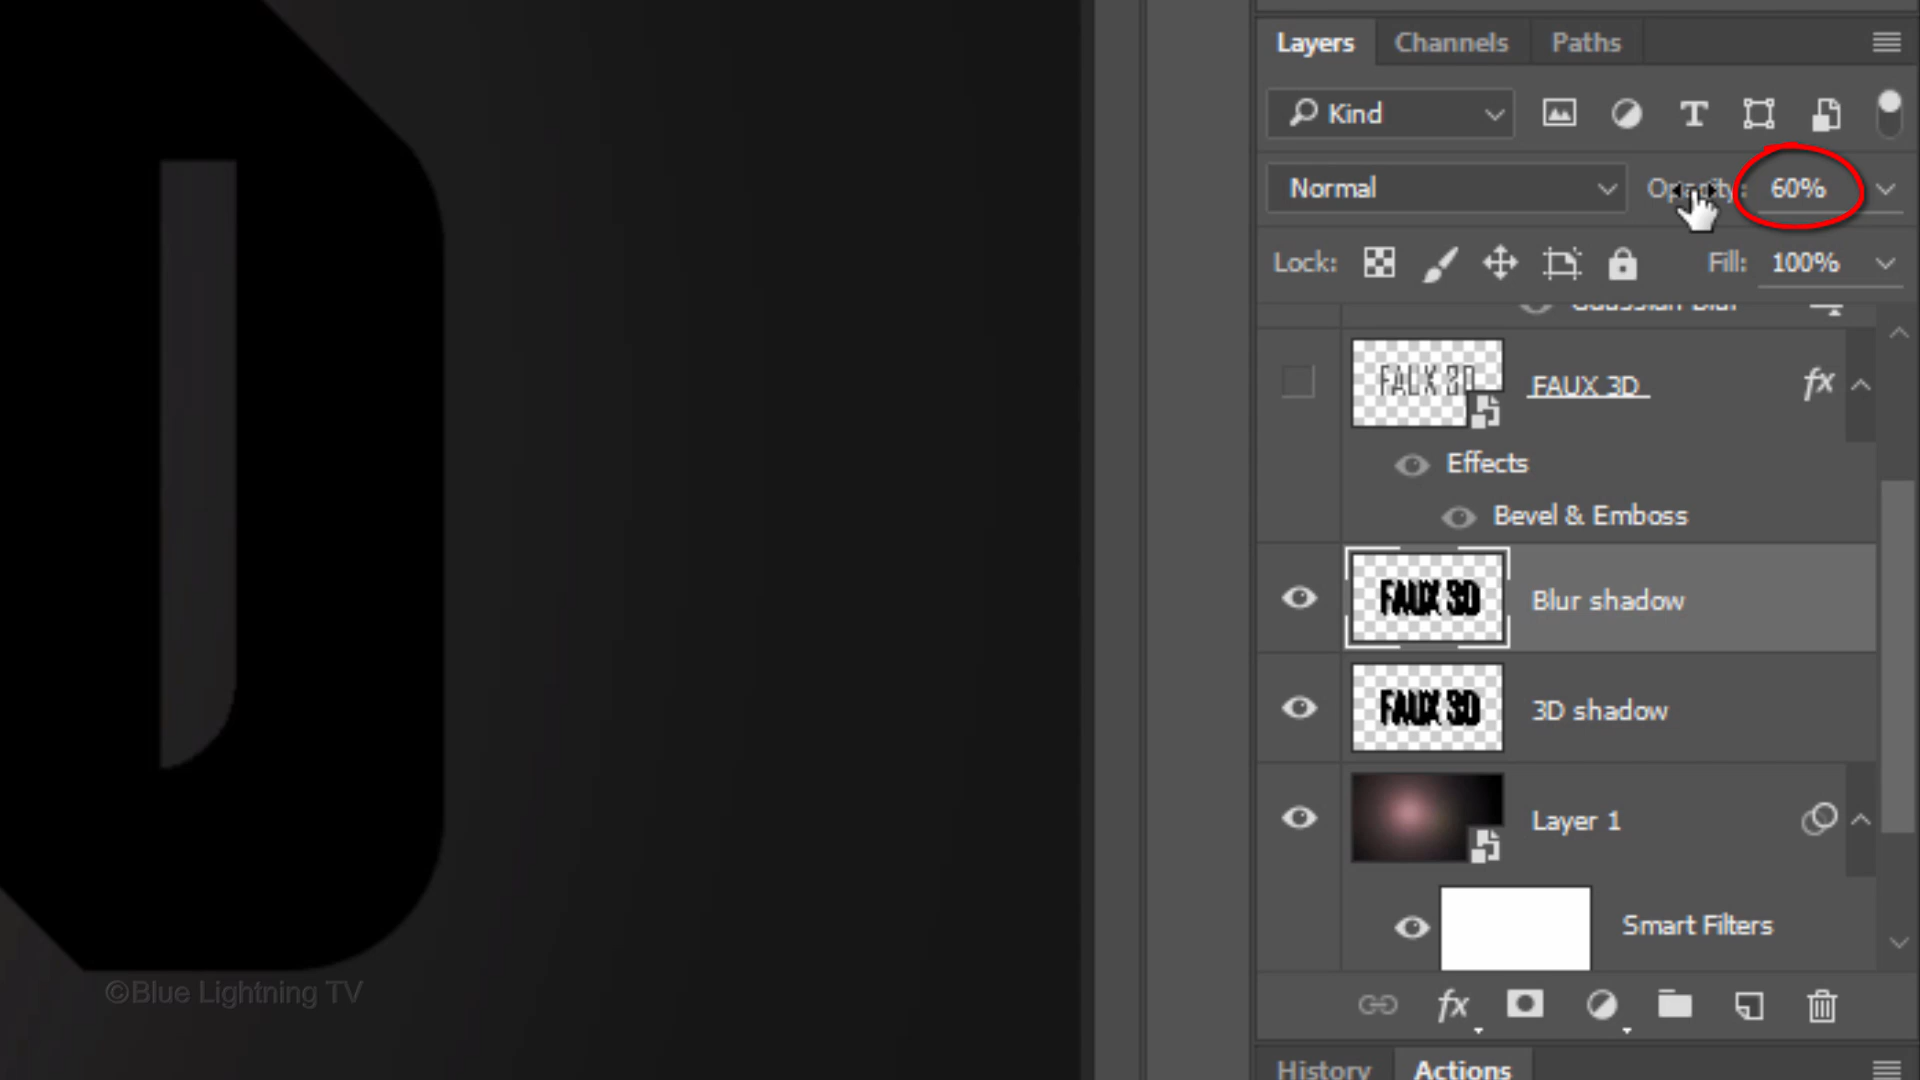 Layers Channels Paths
Kind
Normal Opacity: 60%
Lock: Fill: 100%
Gaussian Blur
FAUX 3D FAUX 3D fx
Effects
Bevel & Emboss
FAUX 3D Blur shadow
FAUX 3D 3D shadow
Layer 1
Smart Filters
©Blue Lightning TV
fx
History Actions